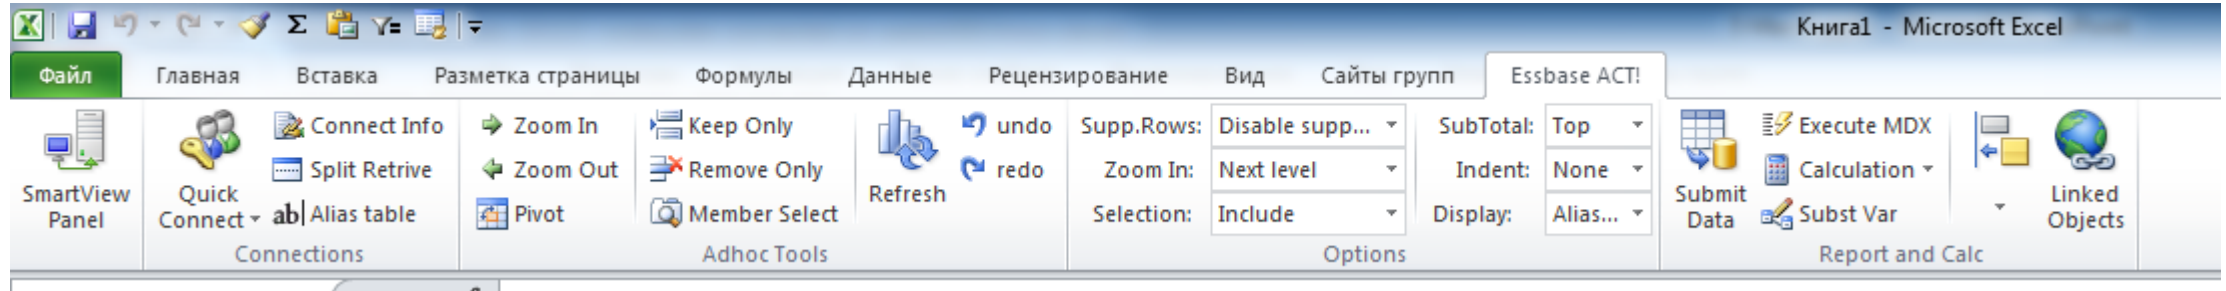 Книга1 - Microsoft Excel
Файл Главная Вставка Разметка страницы Формулы Данные Рецензирование Вид Сайты групп Essbase ACT!
SmartView
Panel
Quick
Connect
Connect Info
Split Retrive
ab Alias table
Connections
Zoom In
Zoom Out
Pivot
Keep Only
Remove Only
Member Select
Refresh
undo
redo
Adhoc Tools
Supp.Rows: Disable supp...
Zoom In: Next level
Selection: Include
SubTotal: Top
Indent: None
Display: Alias...
Options
Submit
Data
Execute MDX
Calculation
Subst Var
Linked
Objects
Report and Calc